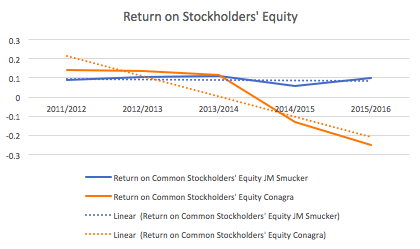 Return on Stockholders' Equity
0.3
0.2
0.1
0
-0.1
-0.2
-0.3
2011/2012 2012/2013 2013/2014 2014/2015 2015/2016
Return on Common Stockholders' Equity JM Smucker
Return on Common Stockholders' Equity Conagra
Linear (Return on Common Stockholders' Equity JM Smucker)
Linear (Return on Common Stockholders' Equity Conagra)